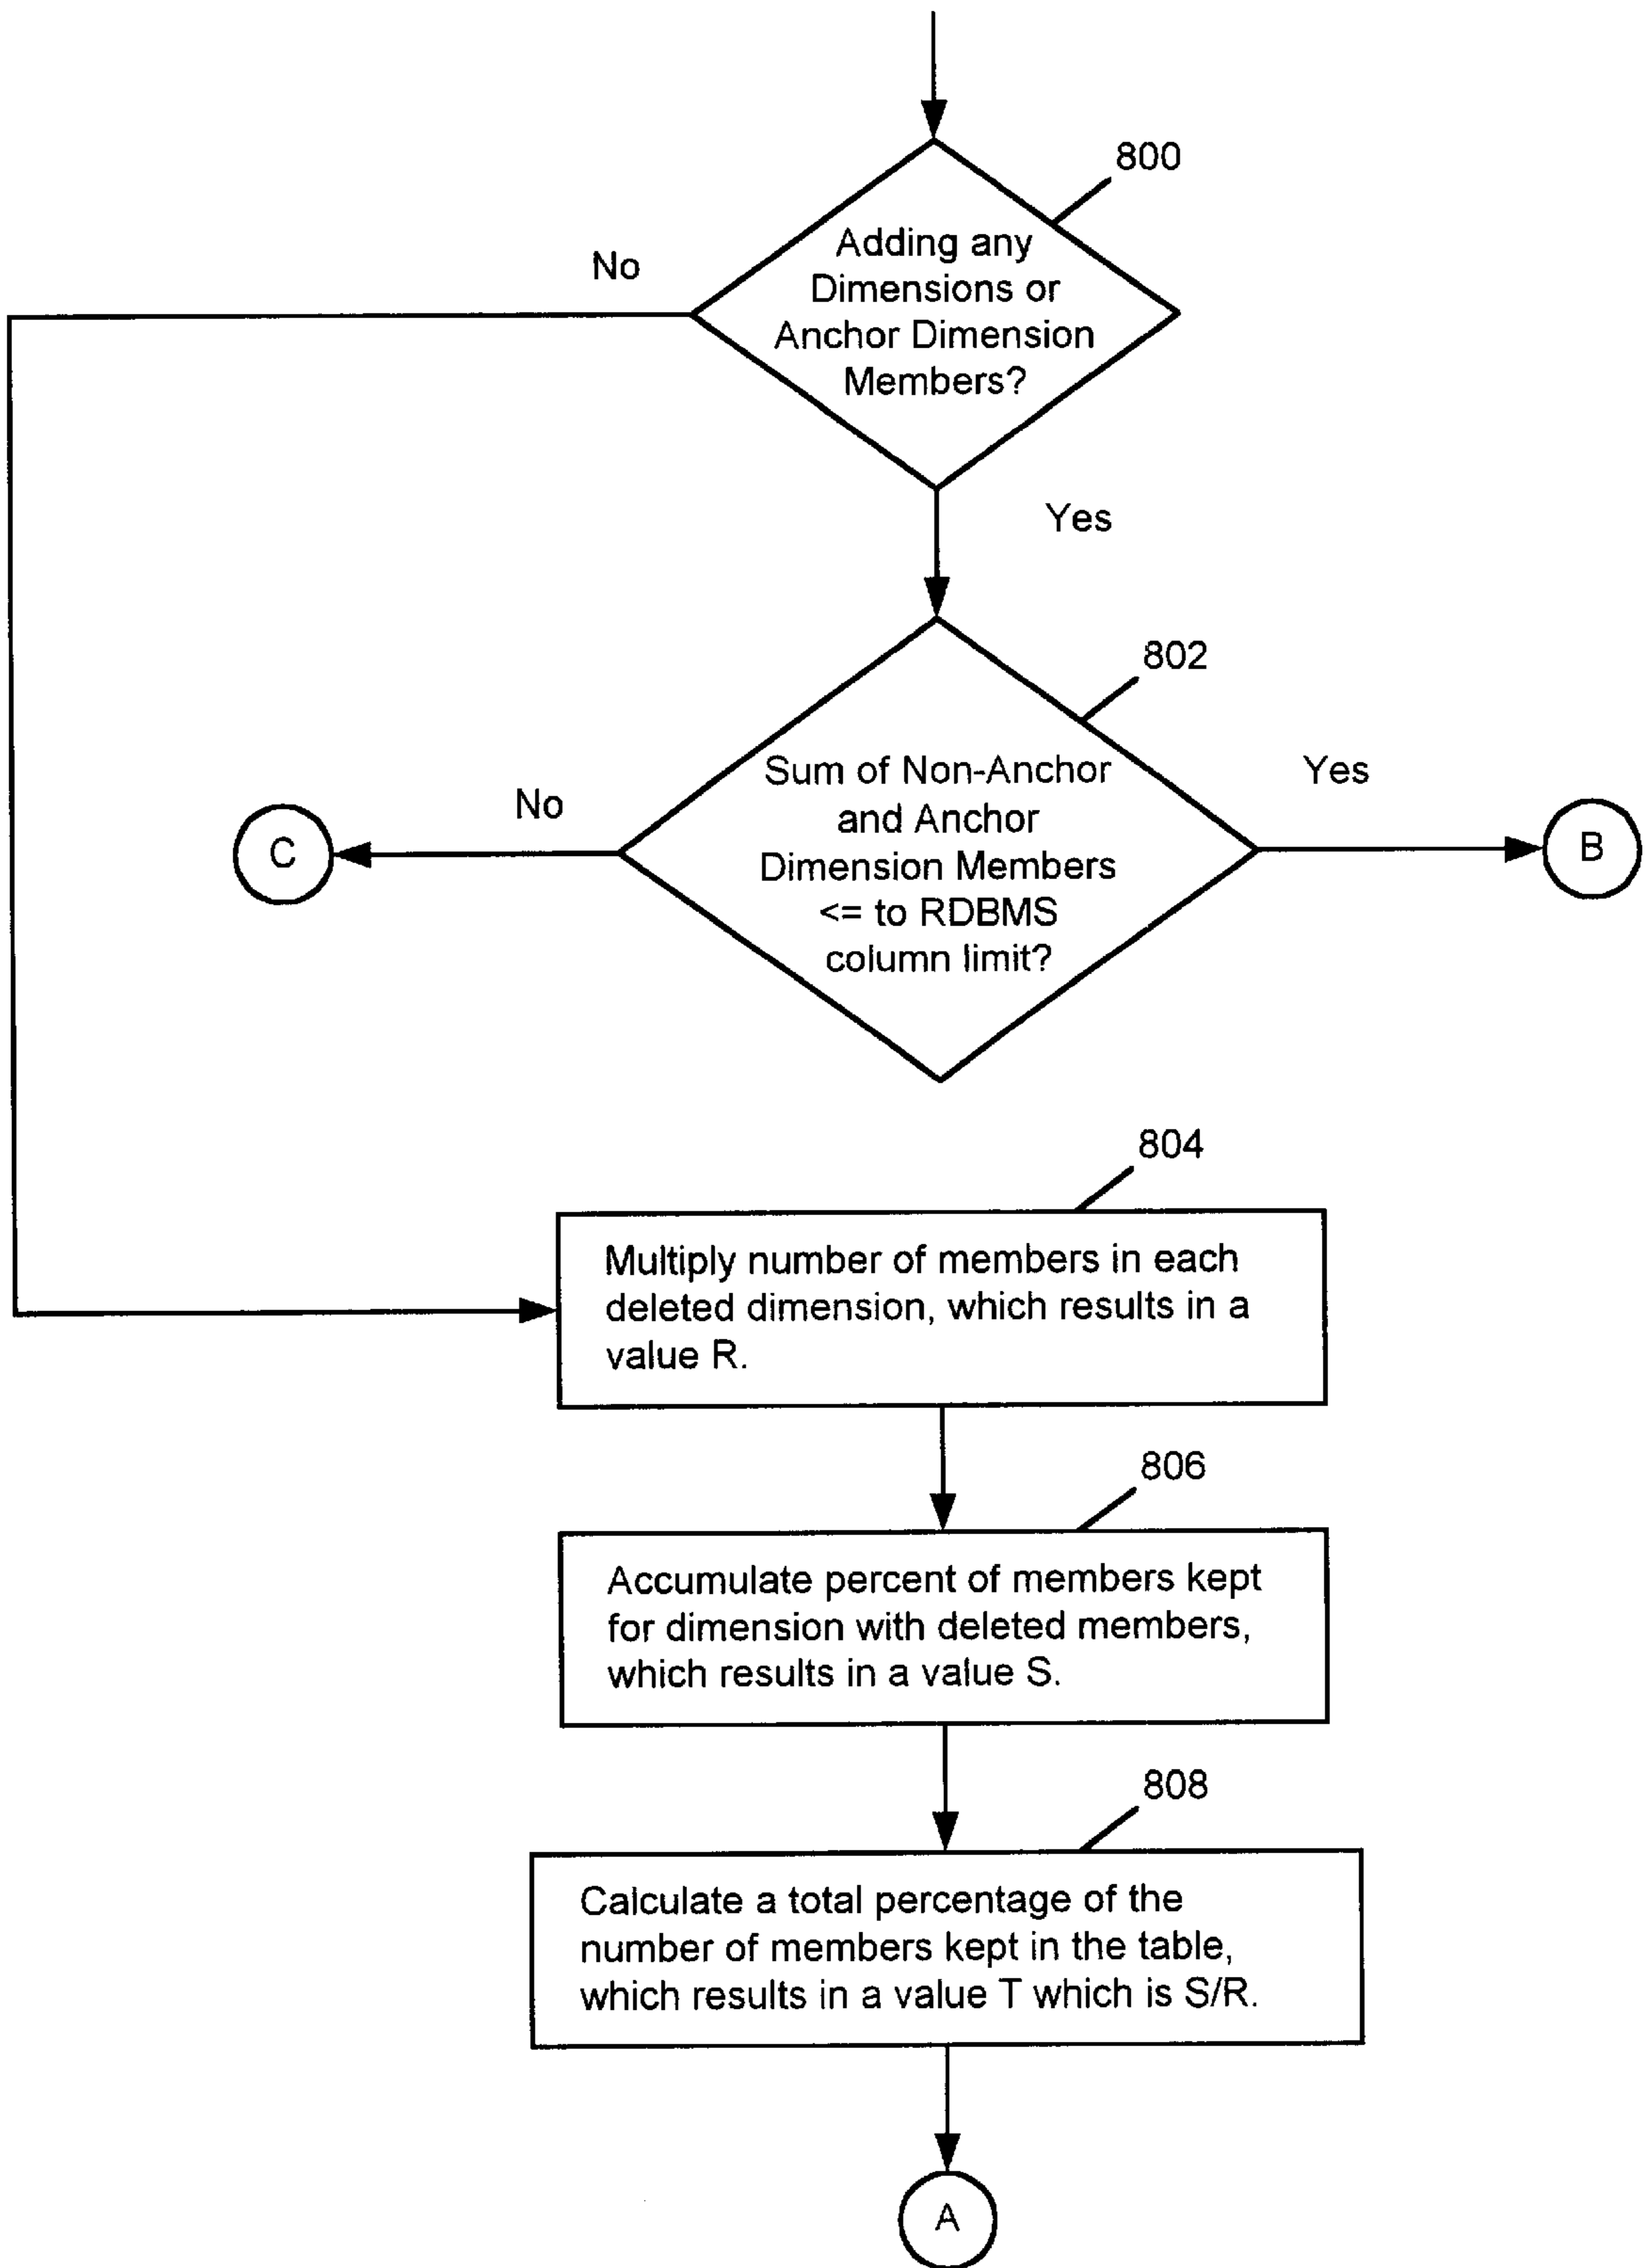 800
Adding any
Dimensions or
Anchor Dimension
Members?
No
Yes
802
Sum of Non-Anchor
and Anchor
Dimension Members
<= to RDBMS
column limit?
No
Yes
C
B
804
Multiply number of members in each
deleted dimension, which results in a
value R.
806
Accumulate percent of members kept
for dimension with deleted members,
which results in a value S.
808
Calculate a total percentage of the
number of members kept in the table,
which results in a value T which is S/R.
A